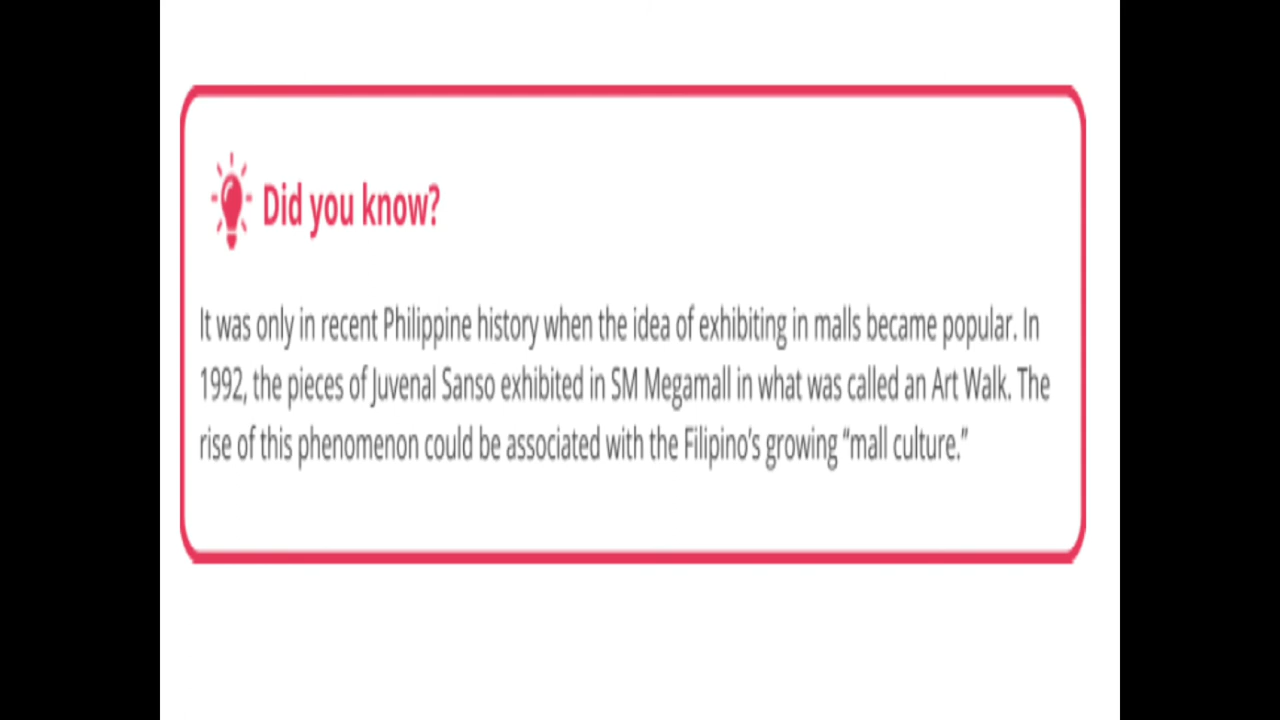 Did you know?
It was only in recent Philippine history when the idea of exhibiting in malls became popular. In
1992, the pieces of Juvenal Sanso exhibited in SM Megamall in what was called an Art Walk. The
rise of this phenomenon could be associated with the Filipino’s growing “mall culture.”